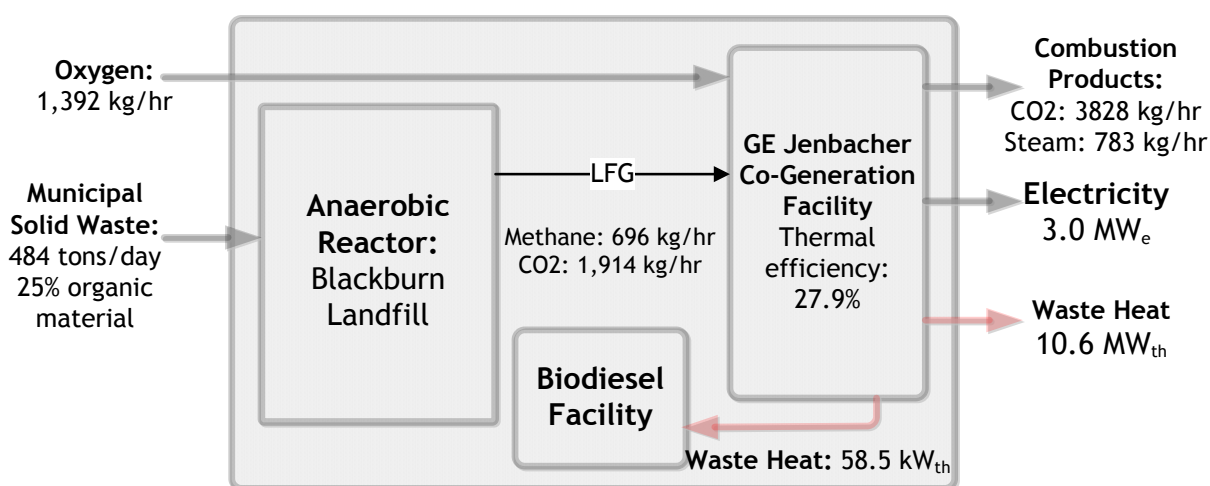 Oxygen:
1,392 kg/hr
Municipal
Solid Waste:
484 tons/day
25% organic
material
Anaerobic
Reactor:
Blackburn
Landfill
LFG
Methane: 696 kg/hr
CO2: 1,914 kg/hr
Biodiesel
Facility
GE Jenbacher
Co-Generation
Facility
Thermal
efficiency:
27.9%
Waste Heat: 58.5 kWth
Combustion
Products:
CO2: 3828 kg/hr
Steam: 783 kg/hr
Electricity
3.0 MWe
Waste Heat
10.6 MWth